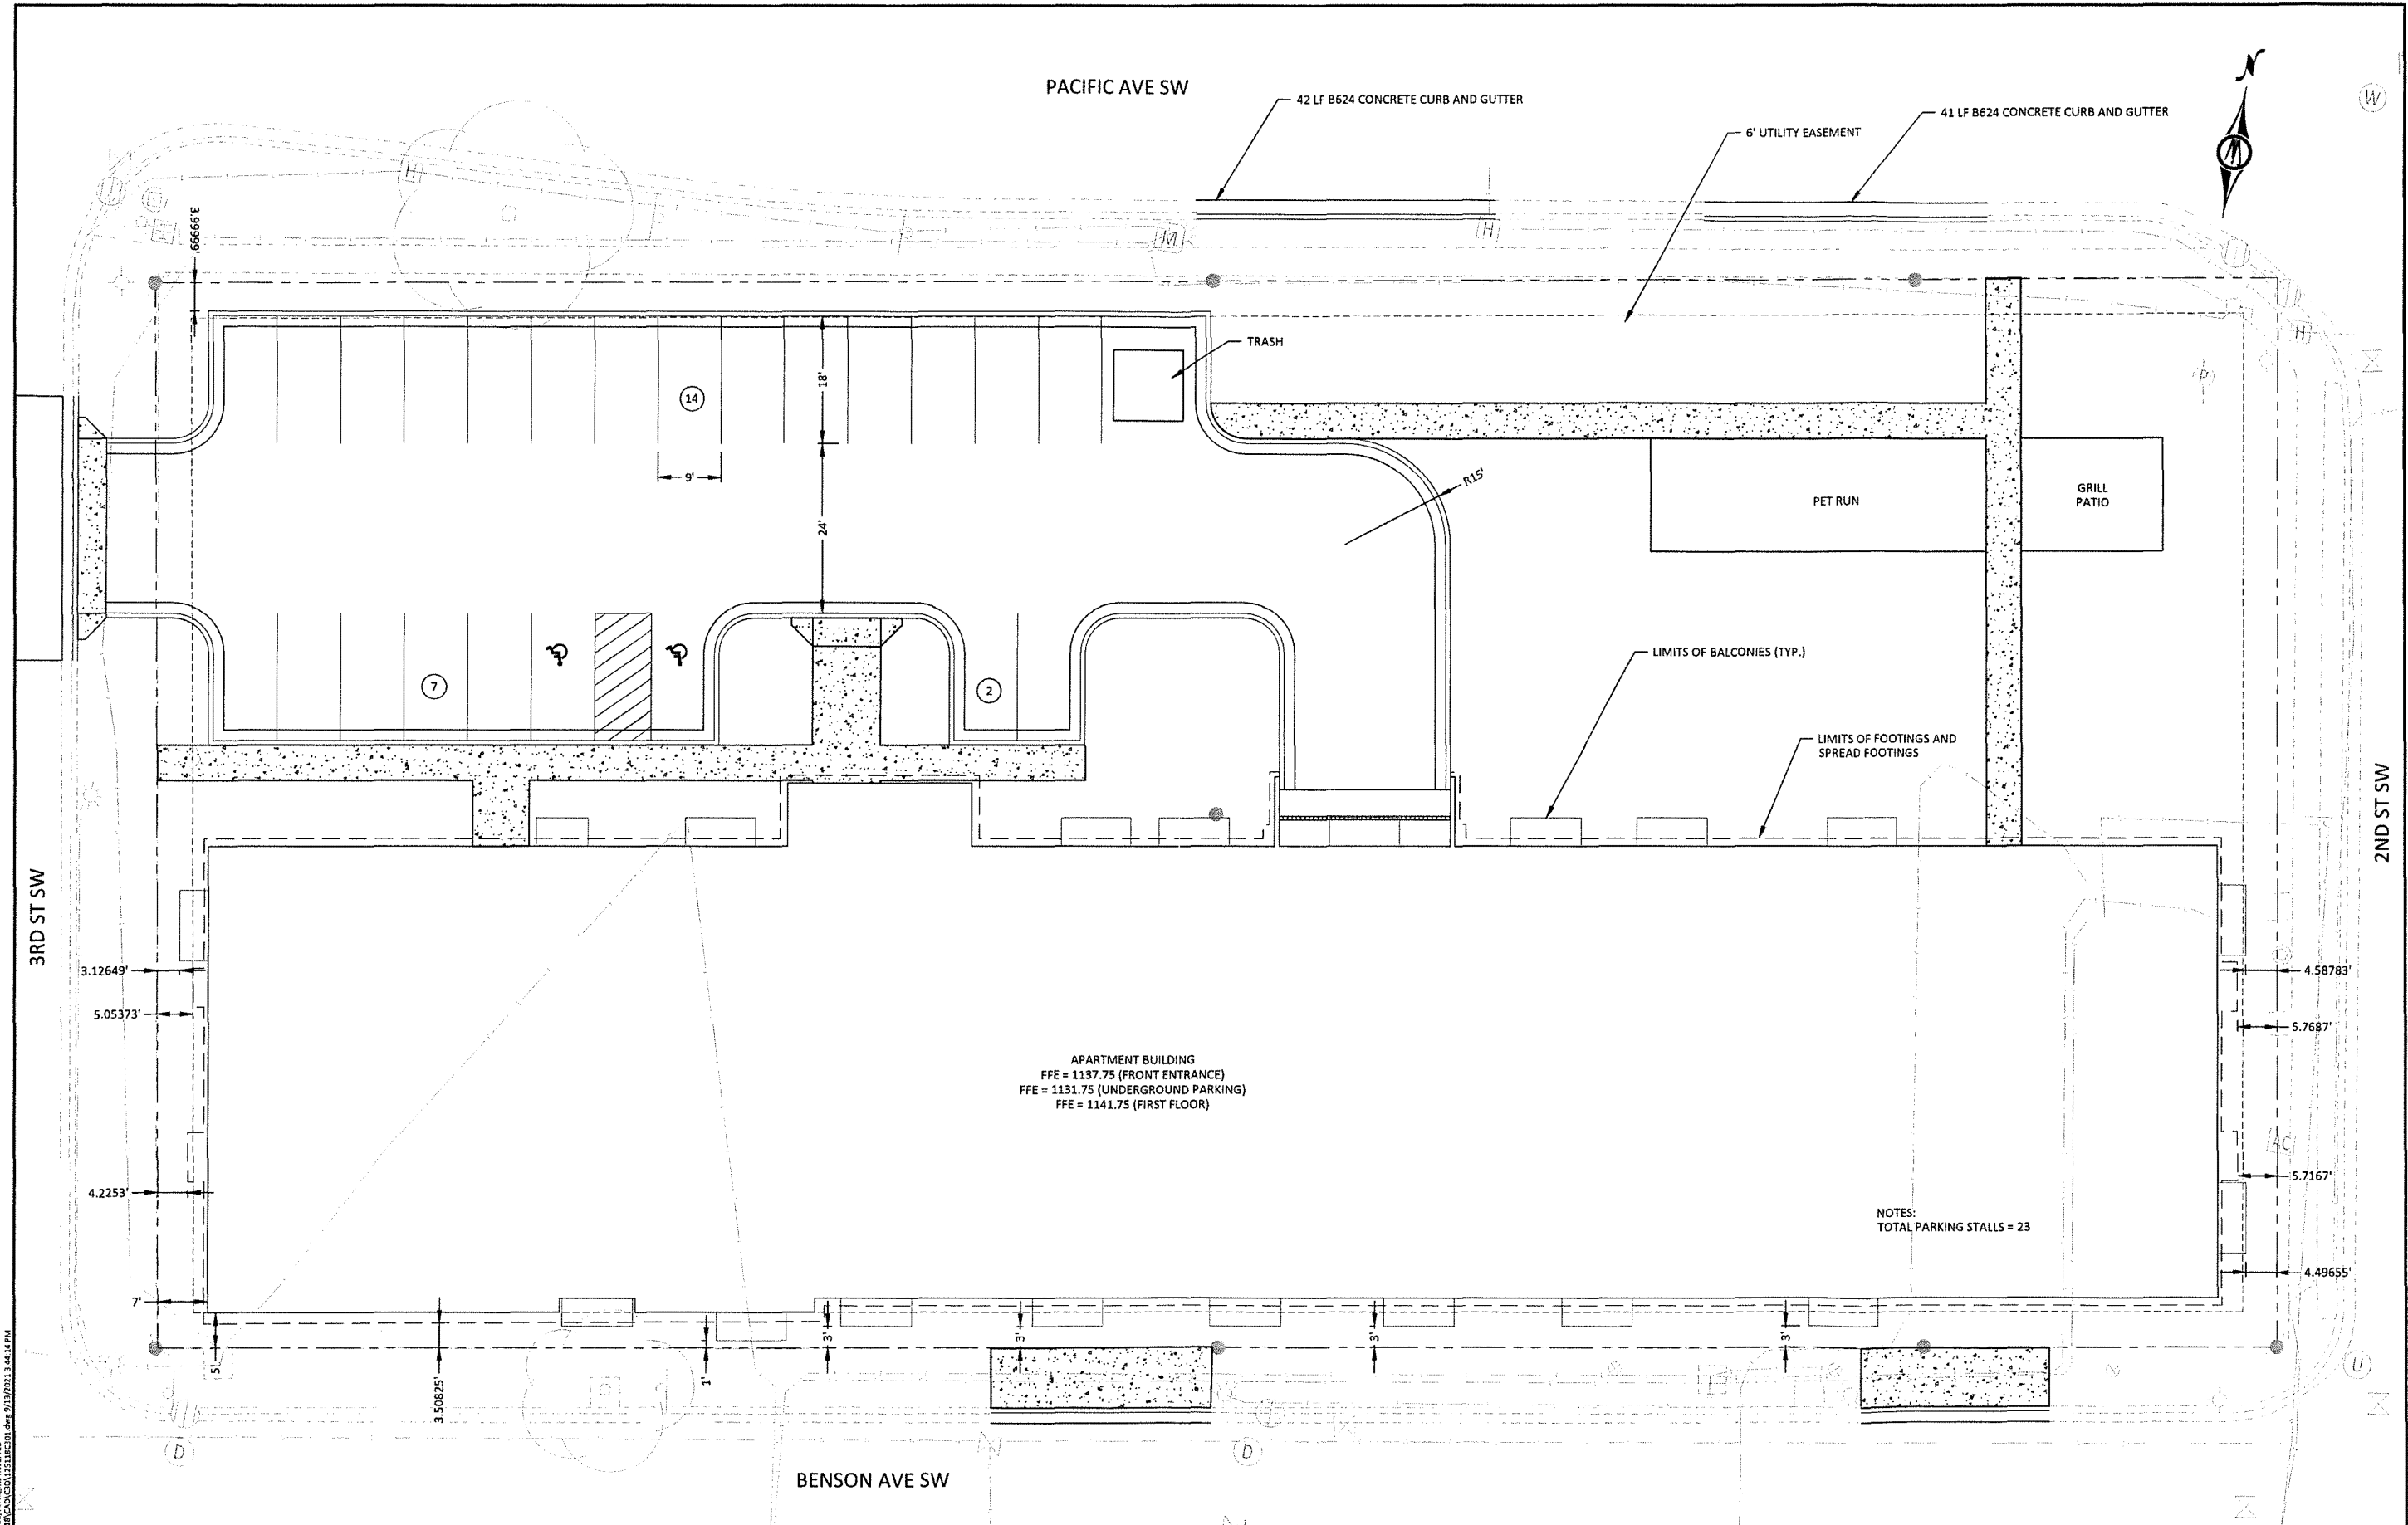 PACIFIC AVE SW
42 LF B624 CONCRETE CURB AND GUTTER
41 LF B624 CONCRETE CURB AND GUTTER
6' UTILITY EASEMENT
N
W
H
3.99999'
M
H
H
TRASH
18'
14
P
9'
R15'
24'
PET RUN
GRILL
PATIO
LIMITS OF BALCONIES (TYP.)
7
2
LIMITS OF FOOTINGS AND
SPREAD FOOTINGS
3RD ST SW
2ND ST SW
3.12649'
4.58783'
5.05373'
5.7687'
APARTMENT BUILDING
FFE = 1137.75 (FRONT ENTRANCE)
FFE = 1131.75 (UNDERGROUND PARKING)
FFE = 1141.75 (FIRST FLOOR)
AC
4.2253'
5.7167'
NOTES:
TOTAL PARKING STALLS = 23
4.49655'
7'
3'
3'
3'
3'
5'
3.50825'
1'
U
D
D
BENSON AVE SW